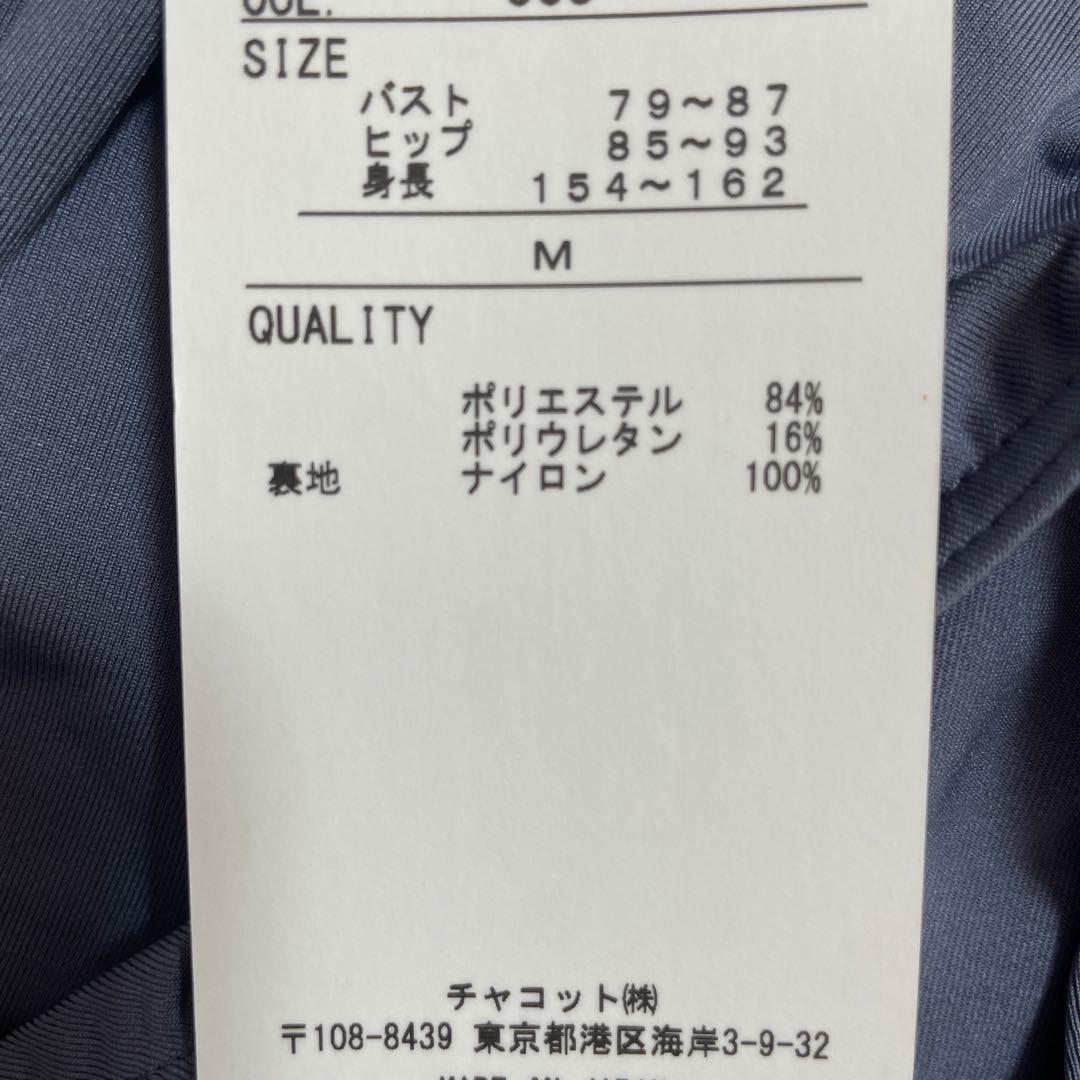 COL.
SIZE
バスト 79〜87
ヒップ 85〜93
身長 154〜162
M
QUALITY
ポリエステル 84%
ポリウレタン 16%
裏地 ナイロン 100%
チャコット㈱
〒108-8439 東京都港区海岸3-9-32